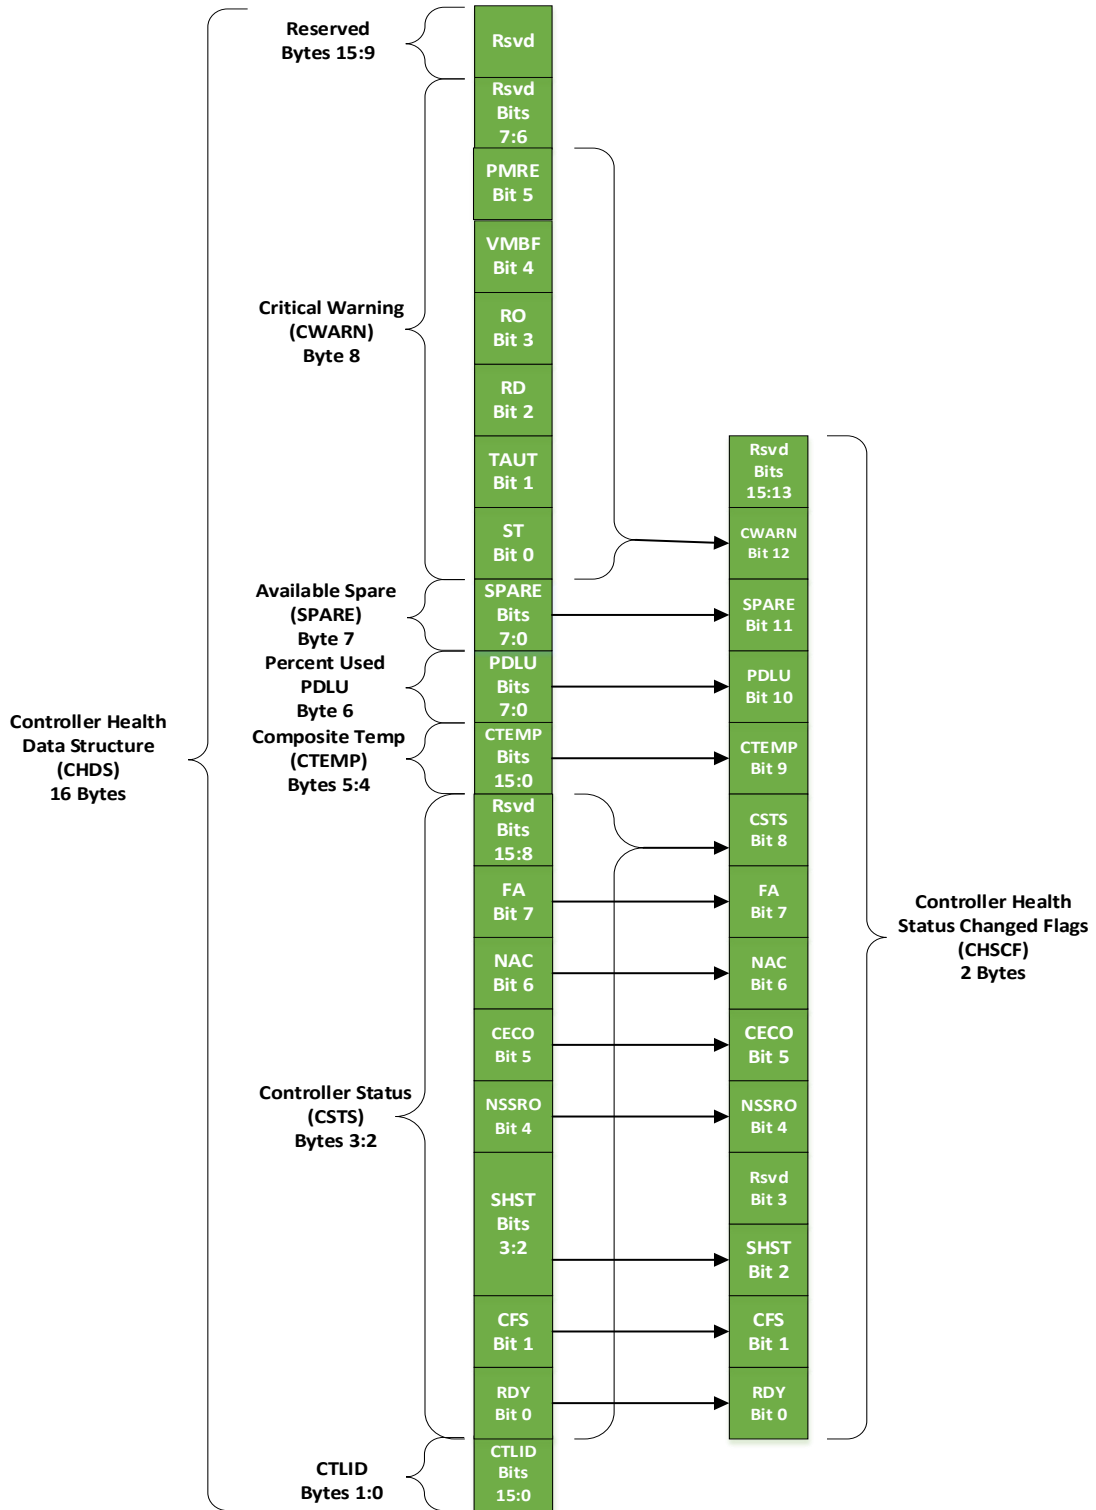 Reserved
Bytes 15:9
Rsvd
Rsvd
Bits
7:6
PMRE
Bit 5
VMBF
Bit 4
Critical Warning
(CWARN)
Byte 8
RO
Bit 3
RD
Bit 2
TAUT
Bit 1
ST
Bit 0
Rsvd
Bits
15:13
CWARN
Bit 12
Available Spare
(SPARE)
Byte 7
SPARE
Bits
7:0
SPARE
Bit 11
Percent Used
PDLU
Byte 6
PDLU
Bits
7:0
PDLU
Bit 10
Controller Health
Data Structure
(CHDS)
16 Bytes
Composite Temp
(CTEMP)
Bytes 5:4
CTEMP
Bits
15:0
CTEMP
Bit 9
Rsvd
Bits
15:8
CSTS
Bit 8
FA
Bit 7
FA
Bit 7
Controller Health
Status Changed Flags
(CHSCF)
2 Bytes
NAC
Bit 6
NAC
Bit 6
CECO
Bit 5
CECO
Bit 5
Controller Status
(CSTS)
Bytes 3:2
NSSRO
Bit 4
NSSRO
Bit 4
SHST
Bits
3:2
Rsvd
Bit 3
SHST
Bit 2
CFS
Bit 1
CFS
Bit 1
RDY
Bit 0
RDY
Bit 0
CTLID
Bytes 1:0
CTLID
Bits
15:0